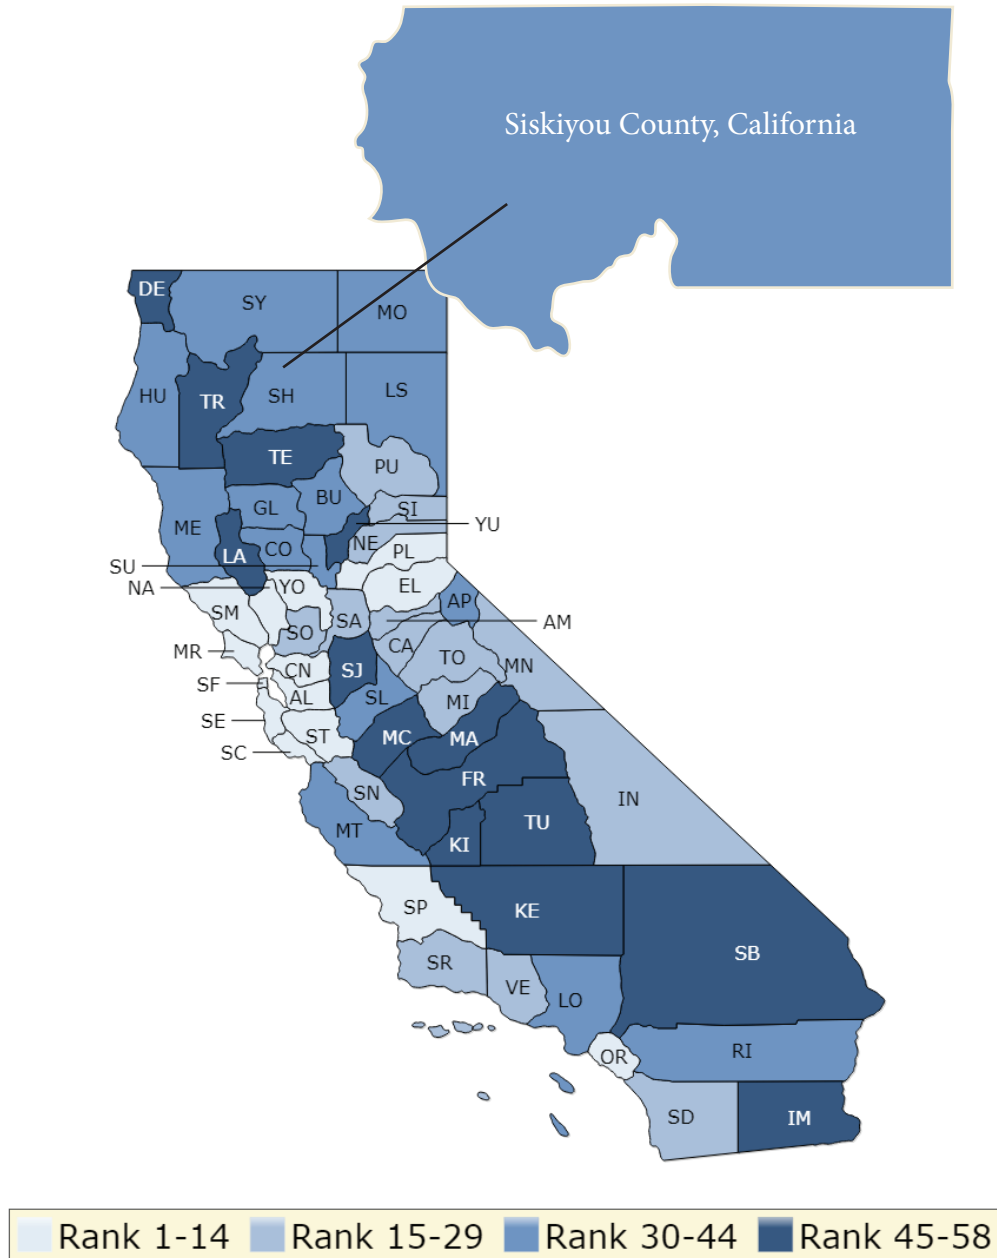 Siskiyou County, California
DE
SY
MO
HU
TR
SH
LS
TE
PU
BU
GL
SI
ME
YU
NE
LA
CO
PL
SU
NA
YO
EL
AP
SM
SO
SA
AM
MR
CN
SJ
CA
TO
MN
SF
AL
SL
MI
SE
ST
MC
MA
SC
FR
SN
IN
MT
KI
TU
SP
KE
SR
SB
VE
LO
OR
RI
SD
IM
Rank 1-14 Rank 15-29 Rank 30-44 Rank 45-58